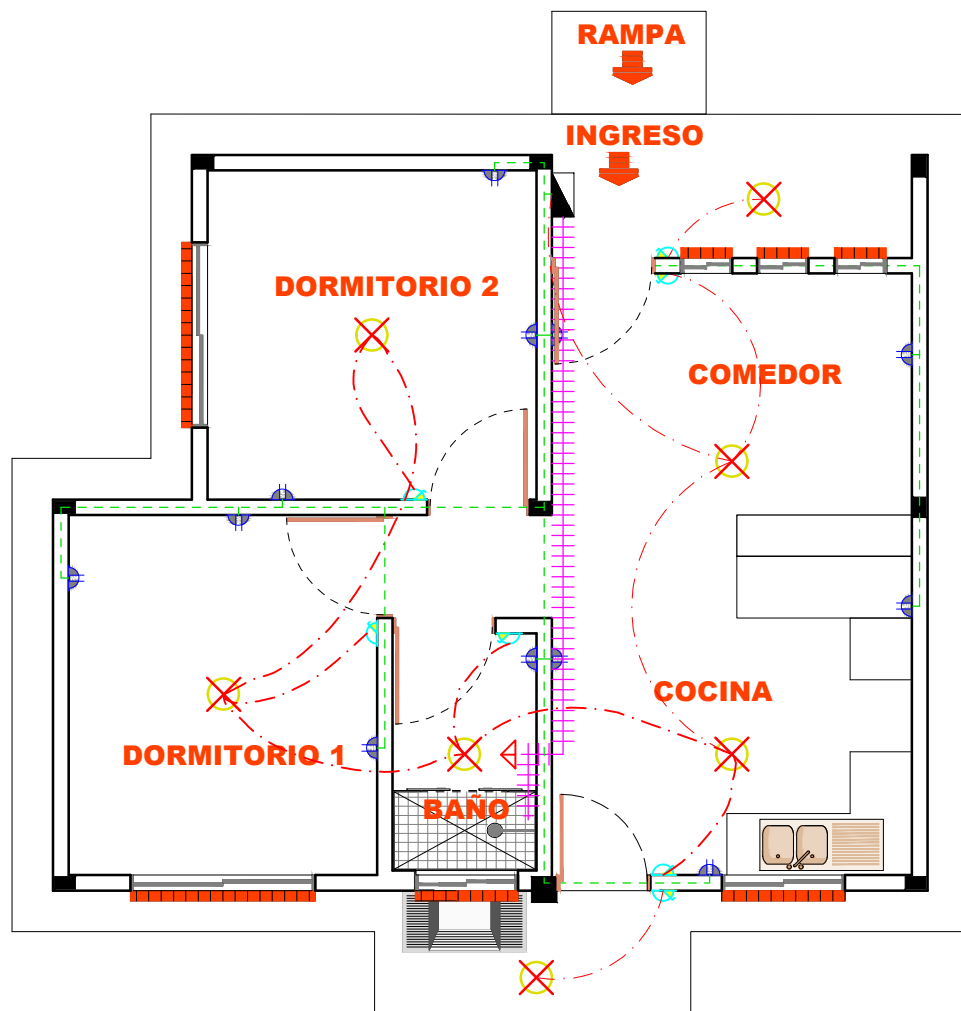 RAMPA
INGRESO
DORMITORIO 2
COMEDOR
COCINA
DORMITORIO 1
BAÑO